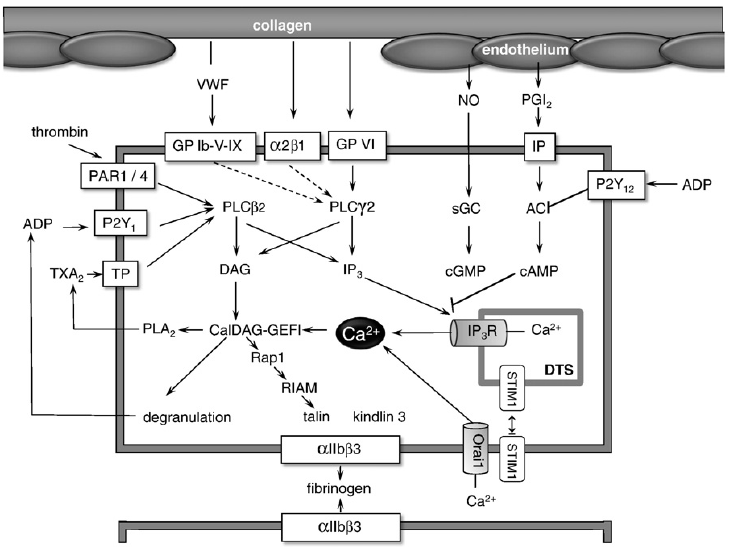 collagen
endothelium
VWF
NO
PGI2
thrombin
GP Ib-V-IX
α2β1
GP VI
IP
PAR1 / 4
P2Y12
ADP
PLCβ2
PLCγ2
sGC
AC
ADP
P2Y1
TXA2
TP
DAG
IP3
cGMP
cAMP
PLA2
CalDAG-GEFI
Ca2+
IP3R
Ca2+
Rap1
DTS
RIAM
STIM1
degranulation
talin
kindlin 3
αIIbβ3
Orai1
STIM1
fibrinogen
Ca2+
αIIbβ3